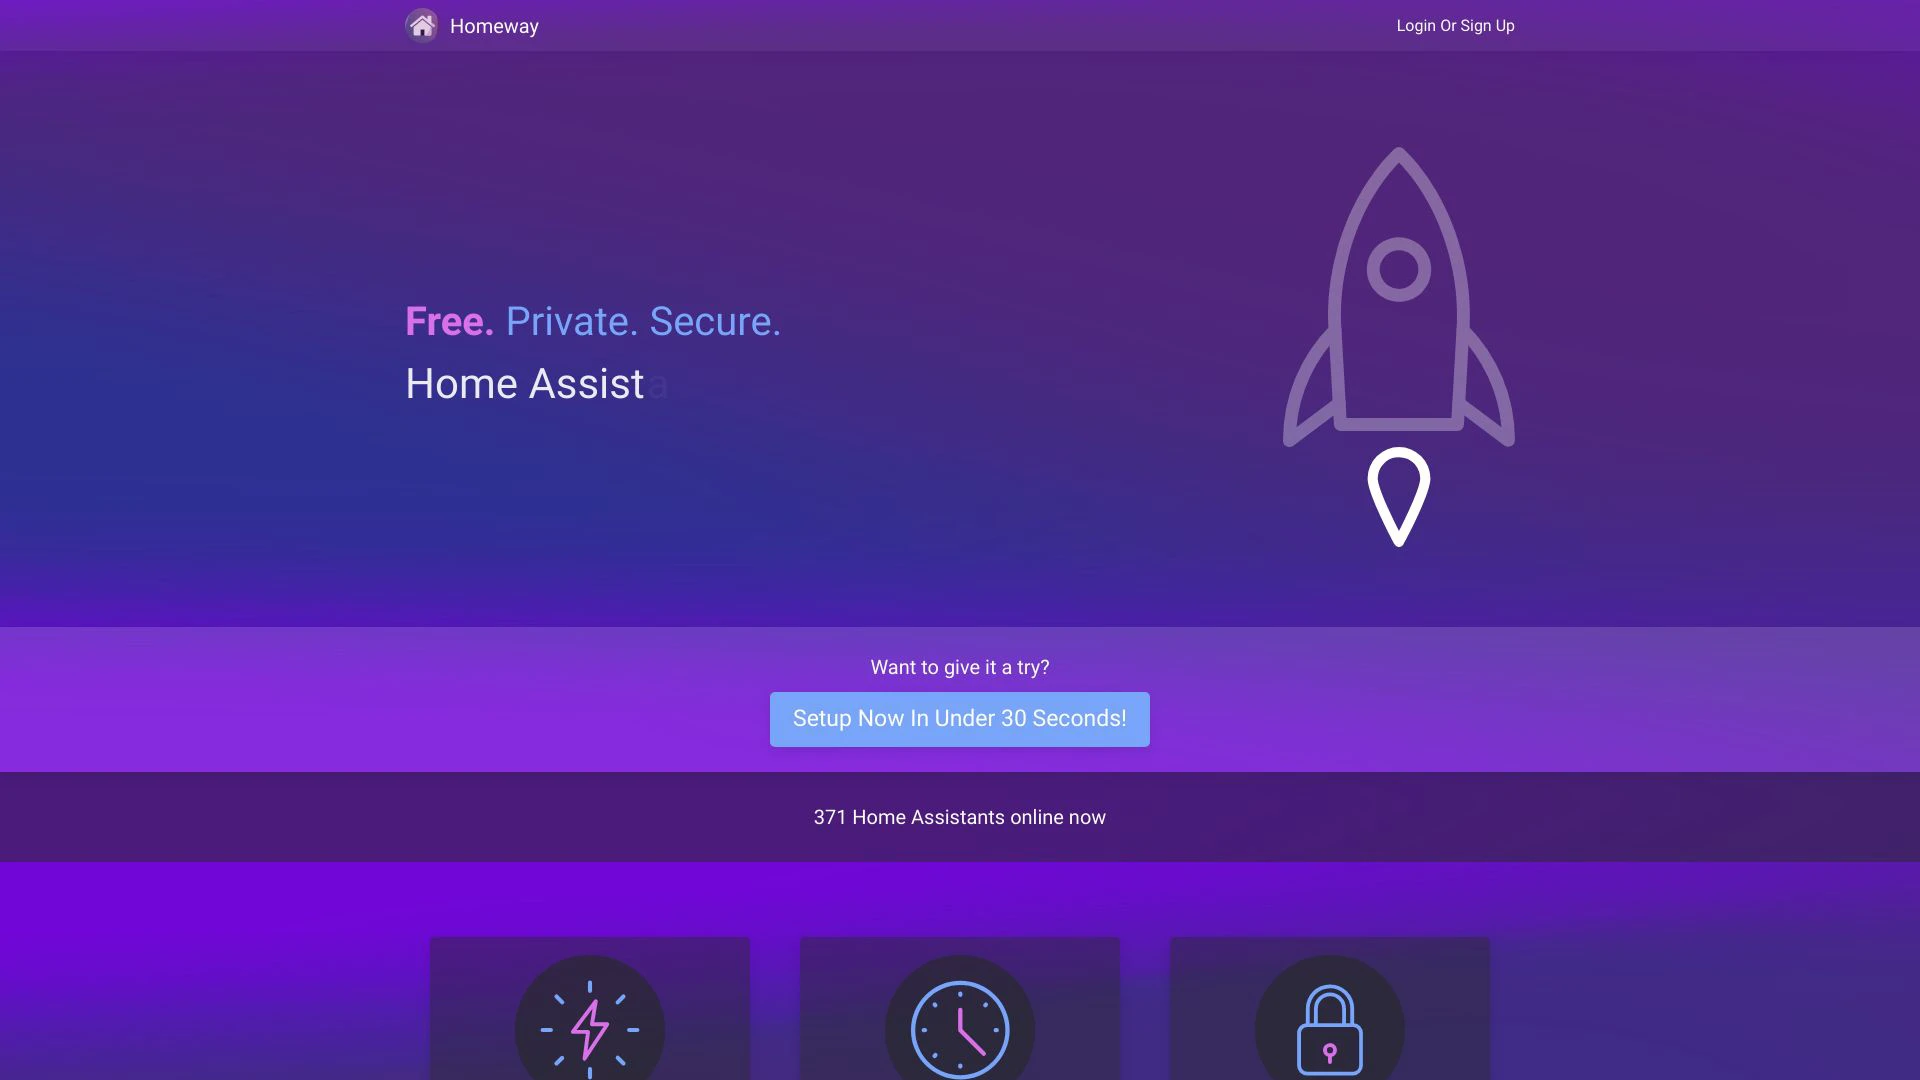 Homeway
Login Or Sign Up
Free. Private. Secure.
Home Assista
Want to give it a try?
Setup Now In Under 30 Seconds!
371 Home Assistants online now